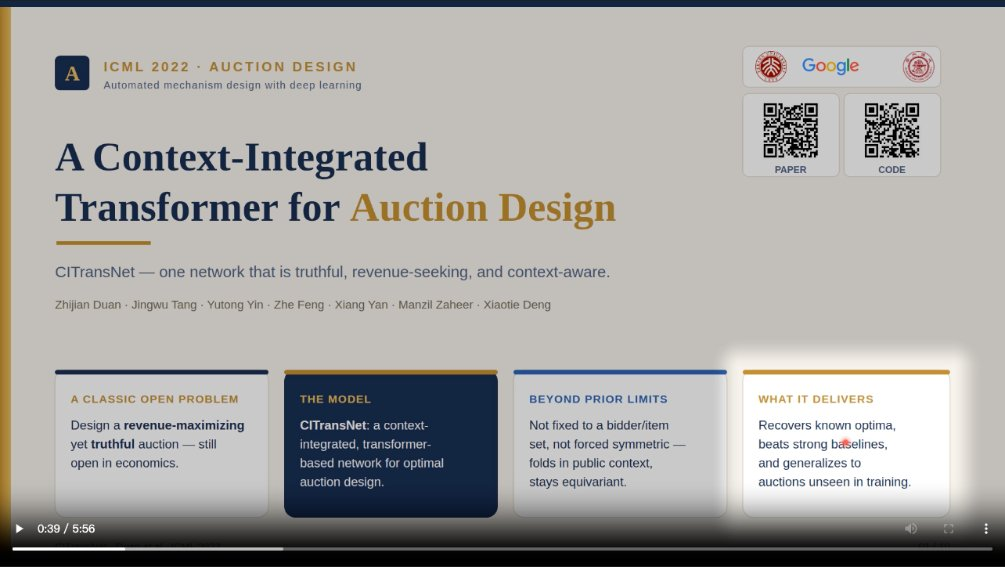 A
ICML 2022 · AUCTION DESIGN
Automated mechanism design with deep learning
Google
PAPER
CODE
A Context-Integrated
Transformer for Auction Design
CITransNet — one network that is truthful, revenue-seeking, and context-aware.
Zhijian Duan · Jingwu Tang · Yutong Yin · Zhe Feng · Xiang Yan · Manzil Zaheer · Xiaotie Deng
A CLASSIC OPEN PROBLEM
Design a revenue-maximizing
yet truthful auction — still
open in economics.
THE MODEL
CITransNet: a context-
integrated, transformer-
based network for optimal
auction design.
BEYOND PRIOR LIMITS
Not fixed to a bidder/item
set, not forced symmetric —
folds in public context,
stays equivariant.
WHAT IT DELIVERS
Recovers known optima,
beats strong baselines,
and generalizes to
auctions unseen in training.
0:39 / 5:56